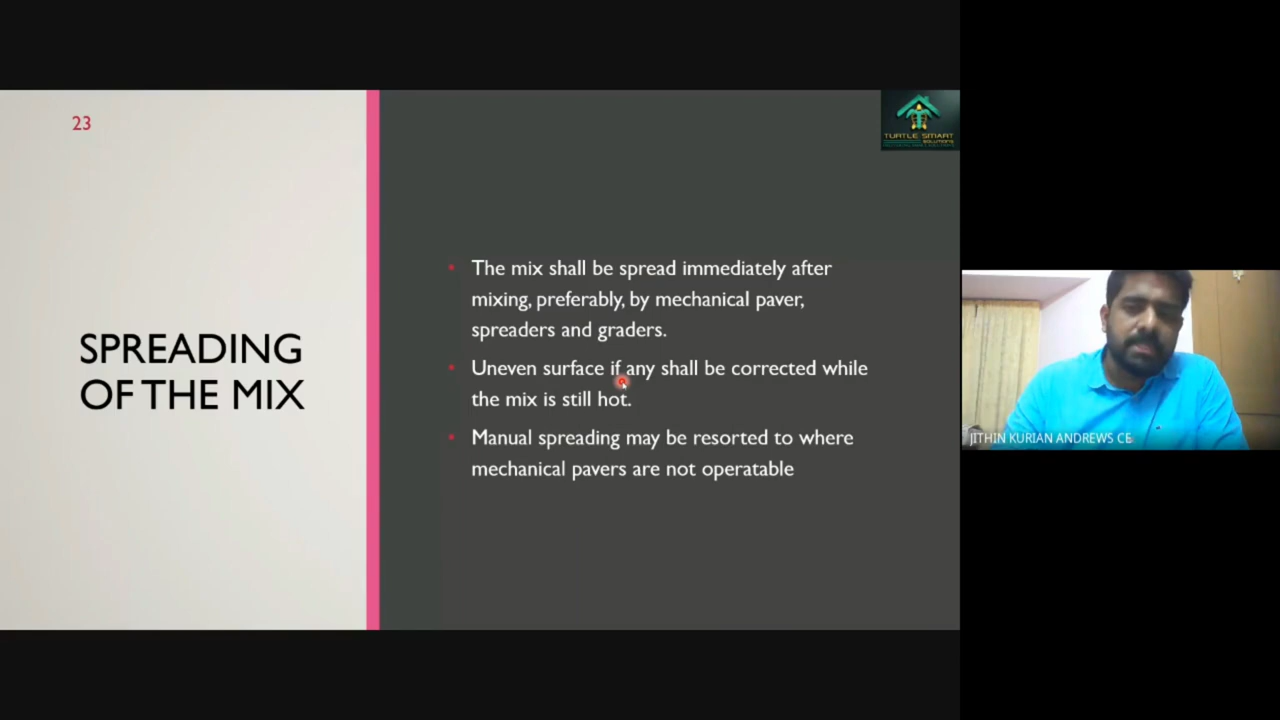 23
TURTLE SMART
SOLUTIONS
SPREADING
OF THE MIX
• The mix shall be spread immediately after
mixing, preferably, by mechanical paver,
spreaders and graders.
• Uneven surface if any shall be corrected while
the mix is still hot.
• Manual spreading may be resorted to where
mechanical pavers are not operatable
JITHIN KURIAN ANDREWS CE